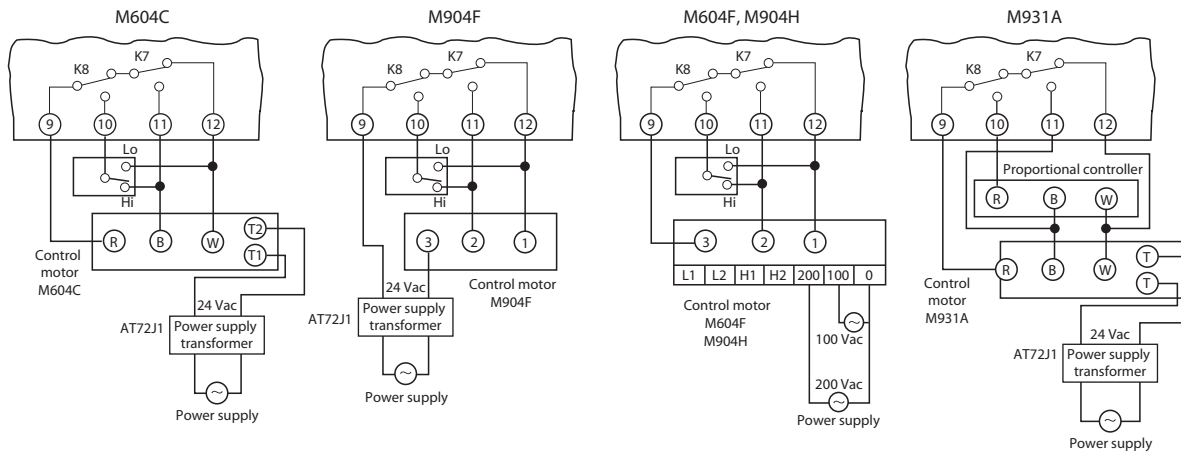 M604C
K8
K7
9
10
11
12
Lo
Hi
R
B
W
T2
T1
Control
motor
M604C
24 Vac
AT72J1
Power supply
transformer
~
Power supply
M904F
K8
K7
9
10
11
12
Lo
Hi
3
2
1
Control motor
M904F
24 Vac
AT72J1
Power supply
transformer
~
Power supply
M604F, M904H
K8
K7
9
10
11
12
Lo
Hi
3
2
1
L1 L2 H1 H2 200 100 0
Control motor
M604F
M904H
~
100 Vac
200 Vac
~
Power supply
M931A
K8
K7
9
10
11
12
Proportional controller
R
B
W
R
B
W
T
T
Control
motor
M931A
24 Vac
AT72J1
Power supply
transformer
~
Power supply